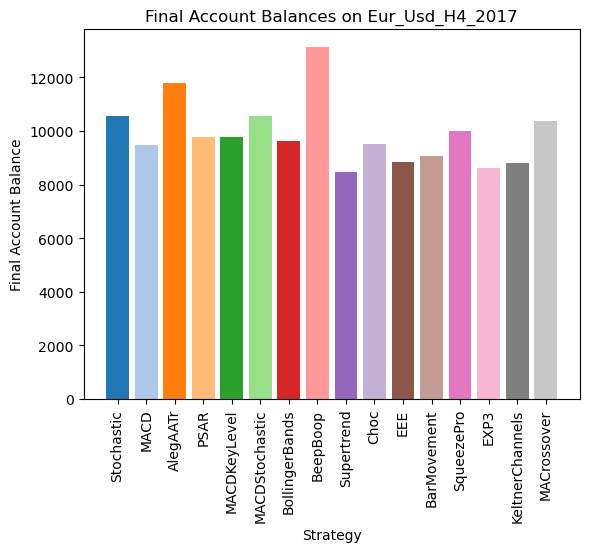 Final Account Balances on Eur_Usd_H4_2017
Final Account Balance
12000
10000
8000
6000
4000
2000
0
Stochastic
MACD
AlegAATr
PSAR
MACDKeyLevel
MACDStochastic
BollingerBands
BeepBoop
Supertrend
Choc
EEE
BarMovement
SqueezePro
EXP3
KeltnerChannels
MACrossover
Strategy